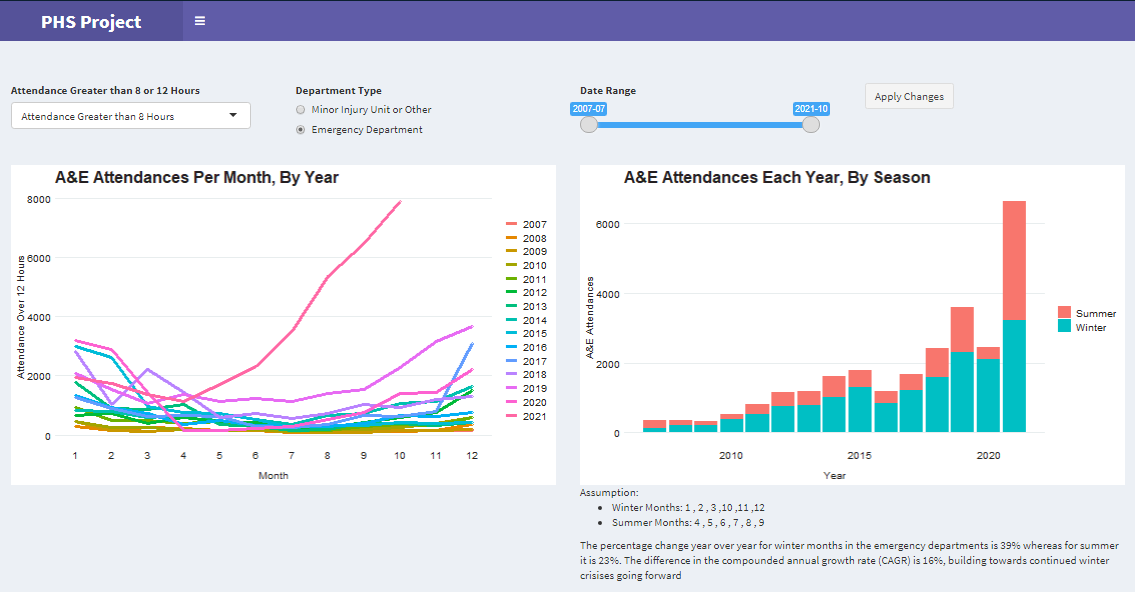 PHS Project
Attendance Greater than 8 or 12 Hours
Attendance Greater than 8 Hours
Department Type
Minor Injury Unit or Other
Emergency Department
Date Range
2007-07
2021-10
Apply Changes
A&E Attendances Per Month, By Year
Attendance Over 12 Hours
8000
6000
4000
2000
0
1 2 3 4 5 6 7 8 9 10 11 12
Month
2007
2008
2009
2010
2011
2012
2013
2014
2015
2016
2017
2018
2019
2020
2021
A&E Attendances Each Year, By Season
A&E Attendances
6000
4000
2000
0
2010 2015 2020
Year
Summer
Winter
Assumption:
Winter Months: 1 , 2 , 3 ,10 ,11 ,12
Summer Months: 4 , 5 , 6 , 7 , 8 , 9
The percentage change year over year for winter months in the emergency departments is 39% whereas for summer
it is 23%. The difference in the compounded annual growth rate (CAGR) is 16%, building towards continued winter
crisises going forward